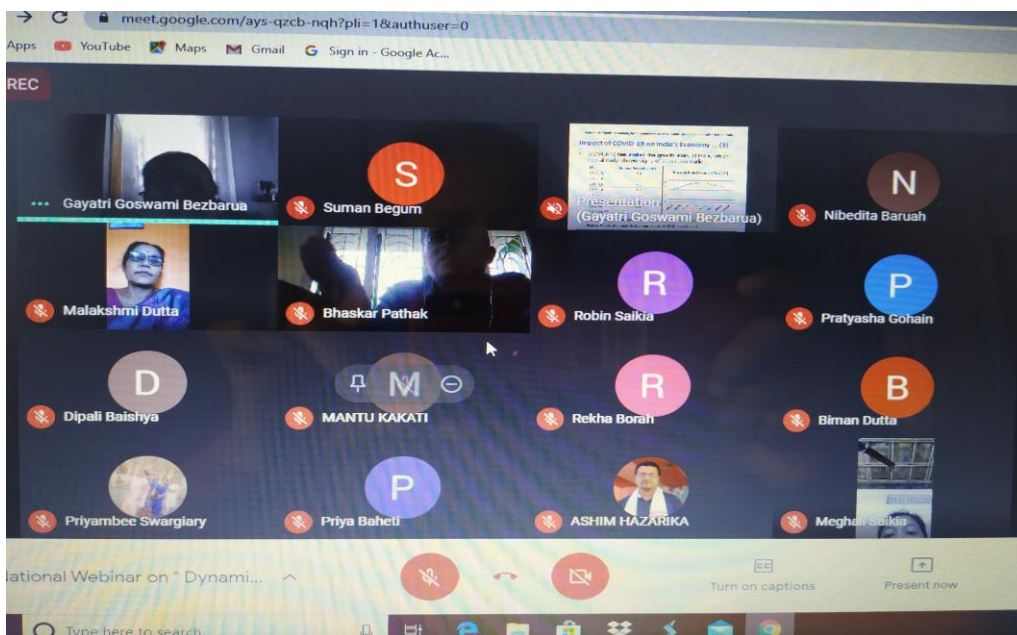 meet.google.com/ays-qzcb-nqh?pli=1&authuser=0
Apps YouTube Maps Gmail G Sign in - Google Ac...
REC
Impact of COVID-19 on India's Economy ... (3)
Gayatri Goswami Bezbarua
S
Suman Begum
Presentation
(Gayatri Goswami Bezbarua)
N
Nibedita Baruah
Malakshmi Dutta
Bhaskar Pathak
R
Robin Saikia
P
Pratyasha Gohain
D
Dipali Baishya
M
MANTU KAKATI
R
Rekha Borah
B
Biman Dutta
Priyambee Swargiary
P
Priya Baheti
ASHIM HAZARIKA
Meghali Saikia
ational Webinar on " Dynami...
CC
Turn on captions
Present now
Type here to search